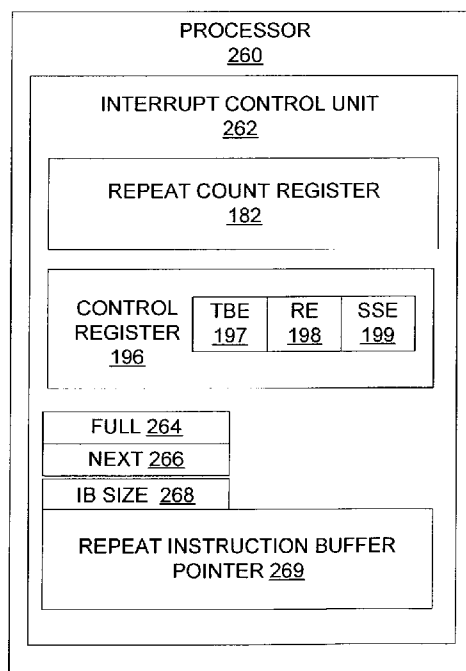 PROCESSOR
260
INTERRUPT CONTROL UNIT
262
REPEAT COUNT REGISTER
182
CONTROL
REGISTER
196
TBE
197
RE
198
SSE
199
FULL 264
NEXT 266
IB SIZE 268
REPEAT INSTRUCTION BUFFER
POINTER 269